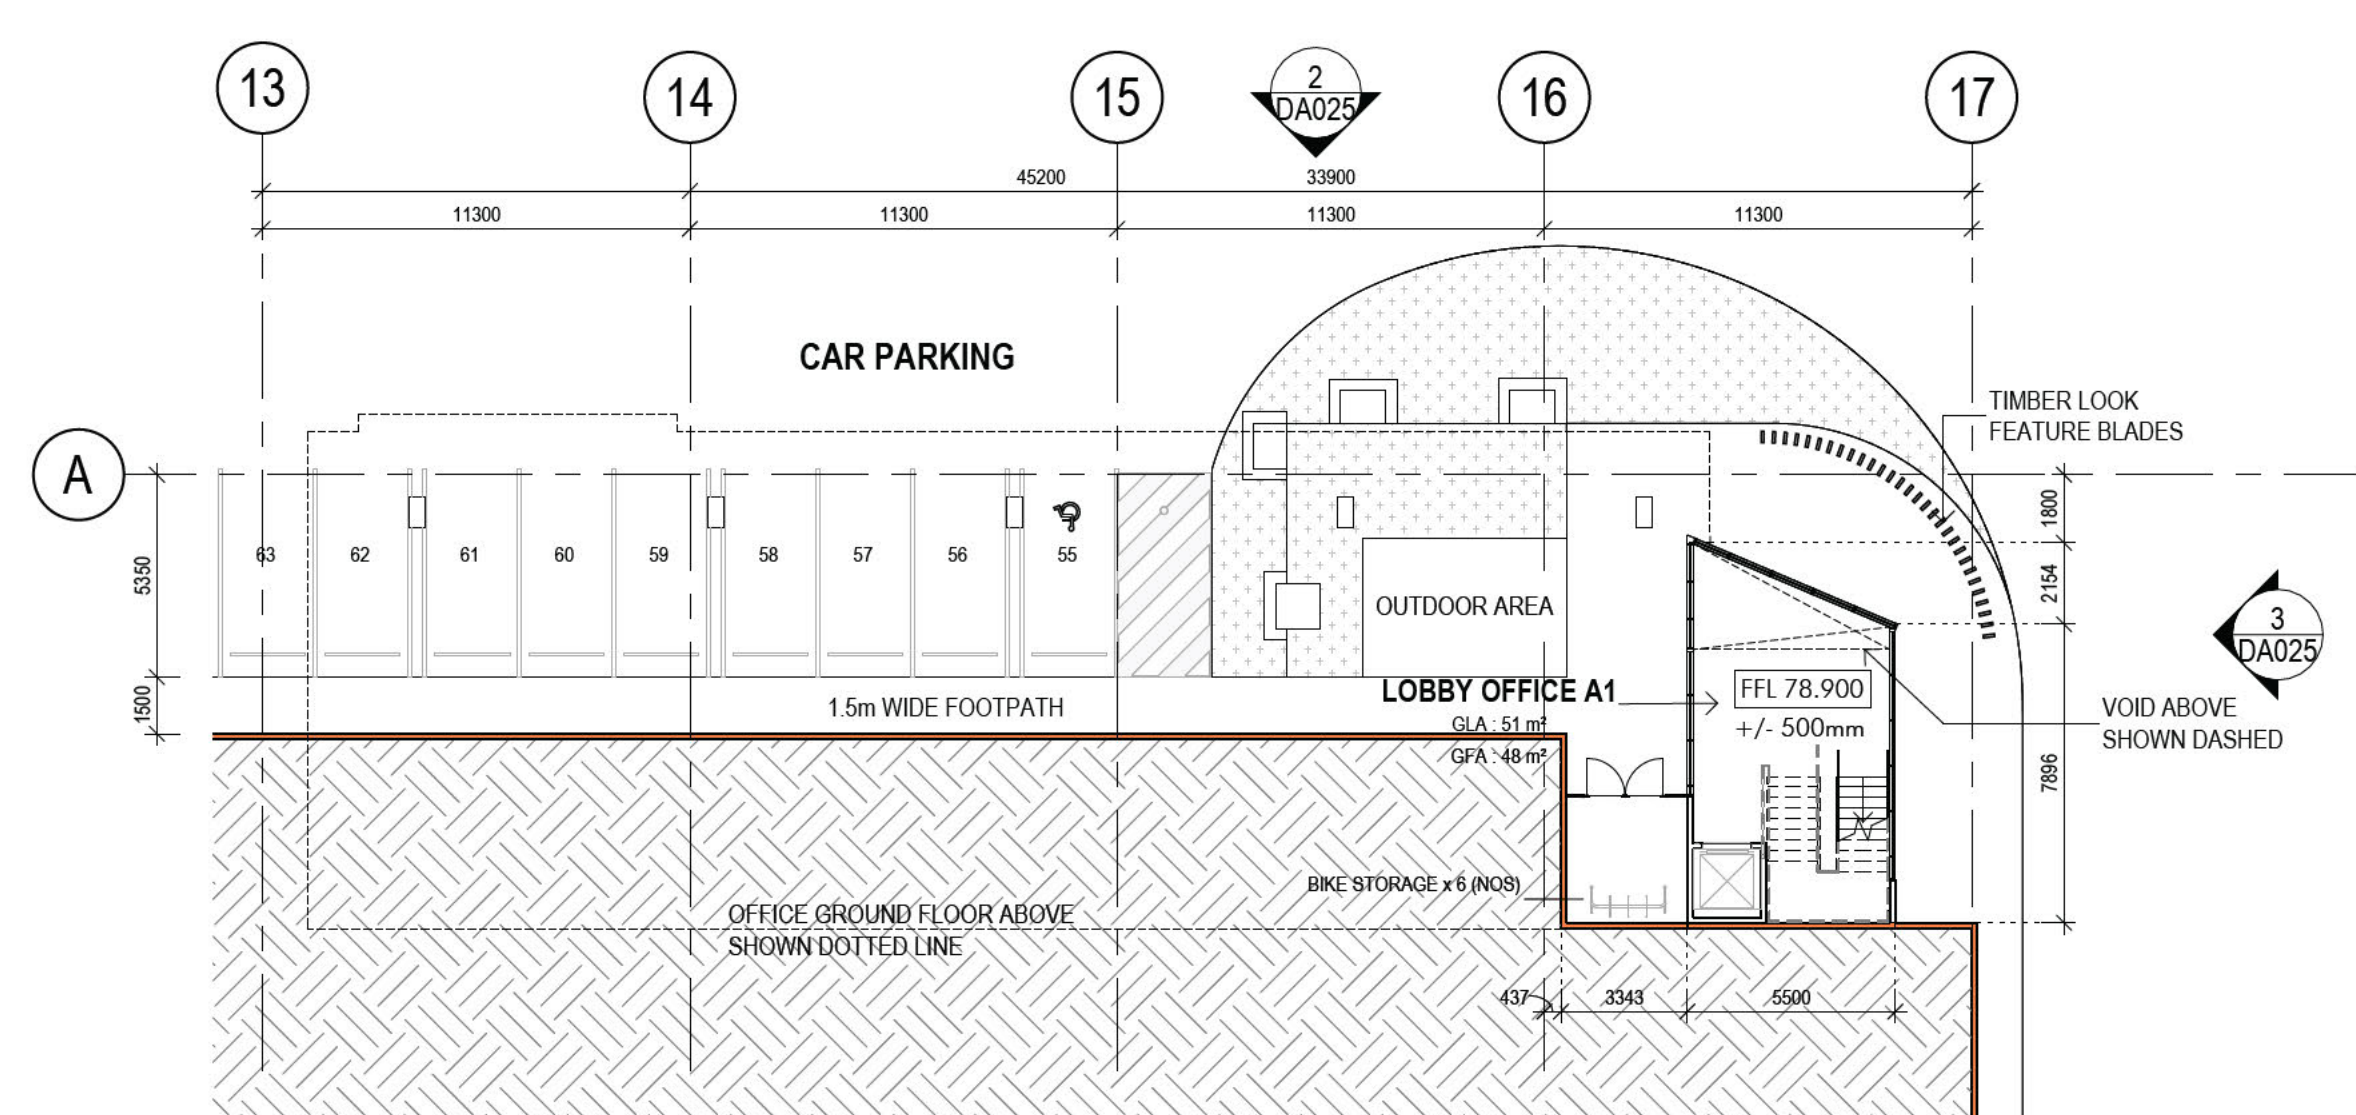 13
14
15
2
DA025
16
17
45200
33900
11300
11300
11300
11300
CAR PARKING
TIMBER LOOK
FEATURE BLADES
A
1800
63
62
61
60
59
58
57
56
55
5350
2154
OUTDOOR AREA
3
DA025
1500
1.5m WIDE FOOTPATH
LOBBY OFFICE A1
GLA : 51 m²
GFA : 48 m²
FFL 78.900
+/- 500mm
VOID ABOVE
SHOWN DASHED
7896
BIKE STORAGE x 6 (NOS)
OFFICE GROUND FLOOR ABOVE
SHOWN DOTTED LINE
437
3343
5500